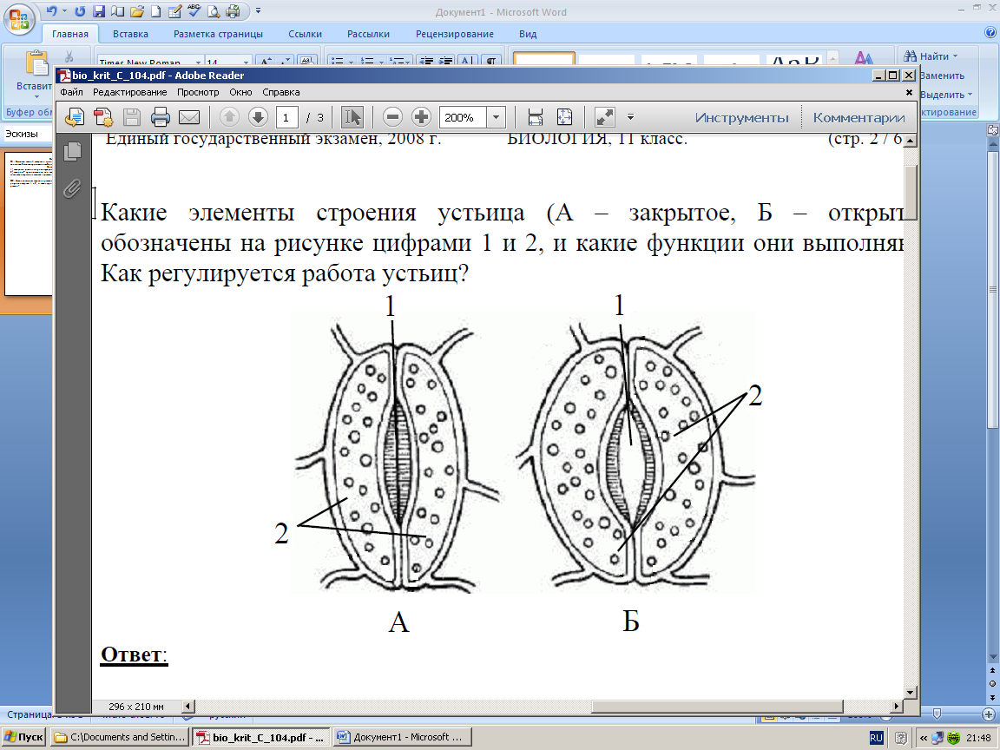 Документ1 - Microsoft Word
Главная Вставка Разметка страницы Ссылки Рассылки Рецензирование Вид
Times New Roman 14 Найти
Вставит Заменить
Выделить
Буфер обм ктирование
bio_krit_C_104.pdf - Adobe Reader
Файл Редактирование Просмотр Окно Справка
1 / 3 200% Инструменты Комментарии
Эскизы
Единый государственный экзамен, 2008 г. БИОЛОГИЯ, 11 класс. (стр. 2 / 6
Какие элементы строения устьица (А – закрытое, Б – открыт
обозначены на рисунке цифрами 1 и 2, и какие функции они выполняю
Как регулируется работа устьиц?
1 1
2
2
А Б
Ответ:
296 x 210 мм
Страница:
Пуск C:\Documents and Settin... bio_krit_C_104.pdf - ... Документ1 - Microsoft ... RU « 21:48